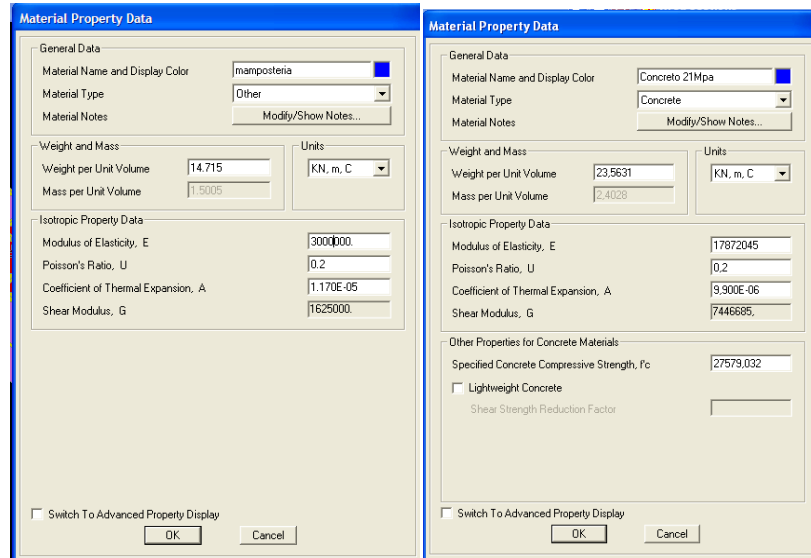 Material Property Data
General Data
Material Name and Display Color mamposteria
Material Type Other
Material Notes Modify/Show Notes...
Weight and Mass Units
Weight per Unit Volume 14.715 KN, m, C
Mass per Unit Volume 1.5005
Isotropic Property Data
Modulus of Elasticity, E 3000000.
Poisson's Ratio, U 0.2
Coefficient of Thermal Expansion, A 1.170E-05
Shear Modulus, G 1625000.
Switch To Advanced Property Display
OK Cancel
Material Property Data
General Data
Material Name and Display Color Concreto 21Mpa
Material Type Concrete
Material Notes Modify/Show Notes...
Weight and Mass Units
Weight per Unit Volume 23,5631 KN, m, C
Mass per Unit Volume 2,4028
Isotropic Property Data
Modulus of Elasticity, E 17872045
Poisson's Ratio, U 0,2
Coefficient of Thermal Expansion, A 9,900E-06
Shear Modulus, G 7446685,
Other Properties for Concrete Materials
Specified Concrete Compressive Strength, f'c 27579,032
Lightweight Concrete
Shear Strength Reduction Factor
Switch To Advanced Property Display
OK Cancel